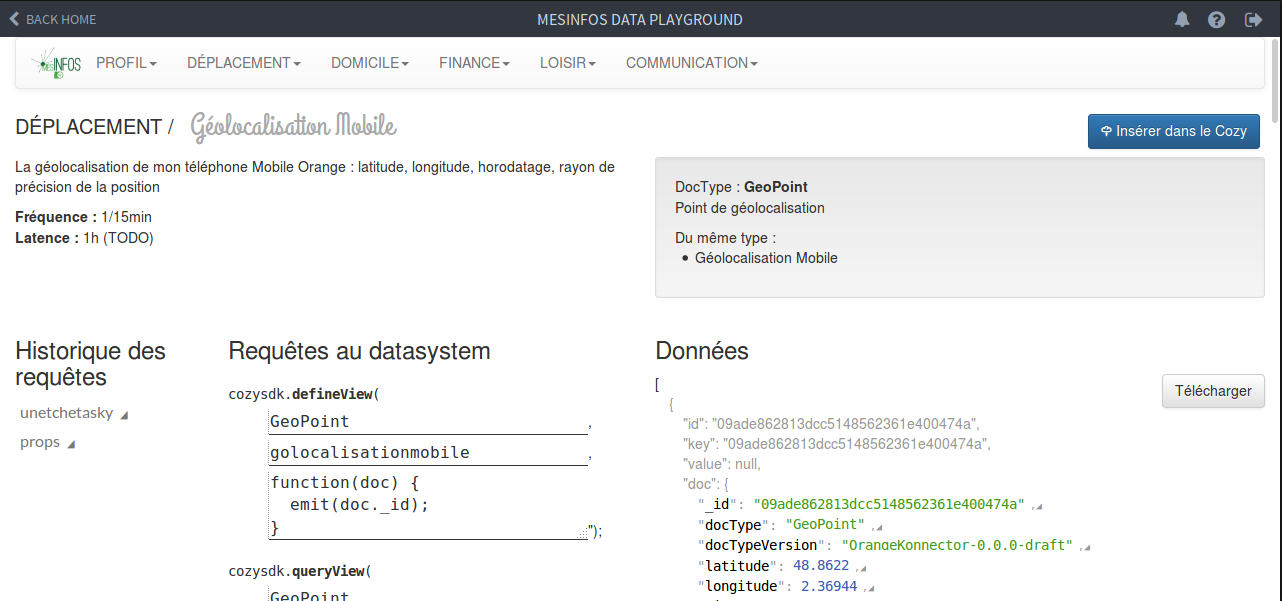 BACK HOME
MESINFOS DATA PLAYGROUND
MES INFOS
PROFIL
DÉPLACEMENT
DOMICILE
FINANCE
LOISIR
COMMUNICATION
DÉPLACEMENT / Géolocalisation Mobile
Insérer dans le Cozy
La géolocalisation de mon téléphone Mobile Orange : latitude, longitude, horodatage, rayon de
précision de la position
Fréquence : 1/15min
Latence : 1h (TODO)
DocType : GeoPoint
Point de géolocalisation
Du même type :
• Géolocalisation Mobile
Historique des
requêtes
unetchetasky
props
Requêtes au datasystem
cozysdk.defineView(
GeoPoint,
golocalisationmobile,
function(doc) {
emit(doc._id);
}");
cozysdk.queryView(
GeoPoint
Données
Télécharger
[
{
"id": "09ade862813dcc5148562361e400474a",
"key": "09ade862813dcc5148562361e400474a",
"value": null,
"doc": {
"_id": "09ade862813dcc5148562361e400474a" ,
"docType": "GeoPoint" ,
"docTypeVersion": "OrangeKonnector-0.0.0-draft" ,
"latitude": 48.8622 ,
"longitude": 2.36944 ,